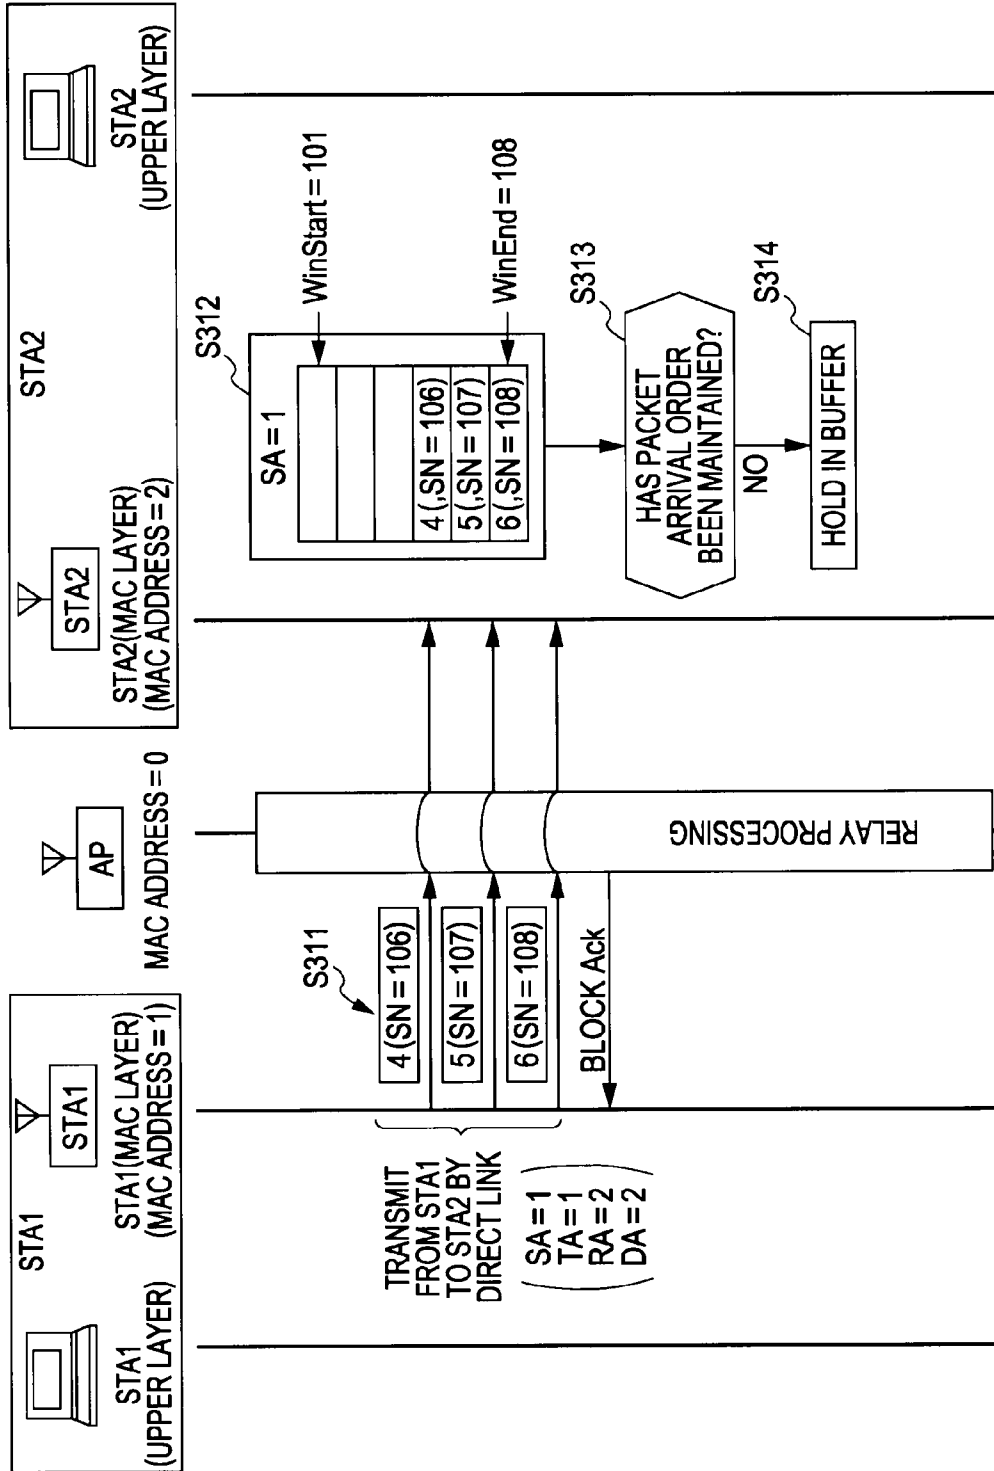 STA1
STA1
(UPPER LAYER)
STA1
STA1(MAC LAYER)
(MAC ADDRESS=1)
AP
MAC ADDRESS=0
STA2
STA2
STA2(MAC LAYER)
(MAC ADDRESS=2)
STA2
(UPPER LAYER)
TRANSMIT
FROM STA1
TO STA2 BY
DIRECT LINK
SA=1
TA=1
RA=2
DA=2
S311
4 (SN=106)
5 (SN=107)
6 (SN=108)
BLOCK Ack
RELAY PROCESSING
S312
SA=1
4 (,SN=106)
5 (,SN=107)
6 (,SN=108)
WinStart=101
WinEnd=108
S313
HAS PACKET
ARRIVAL ORDER
BEEN MAINTAINED?
NO
S314
HOLD IN BUFFER